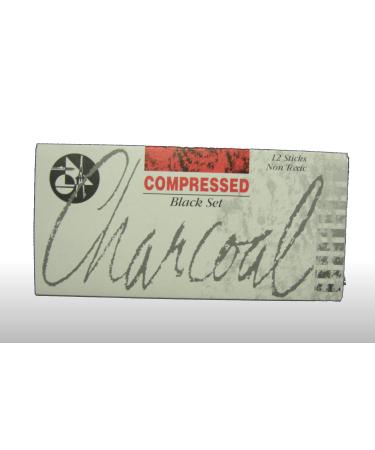 12 Sticks
Non Toxic
COMPRESSED
Black Set
Charcoal